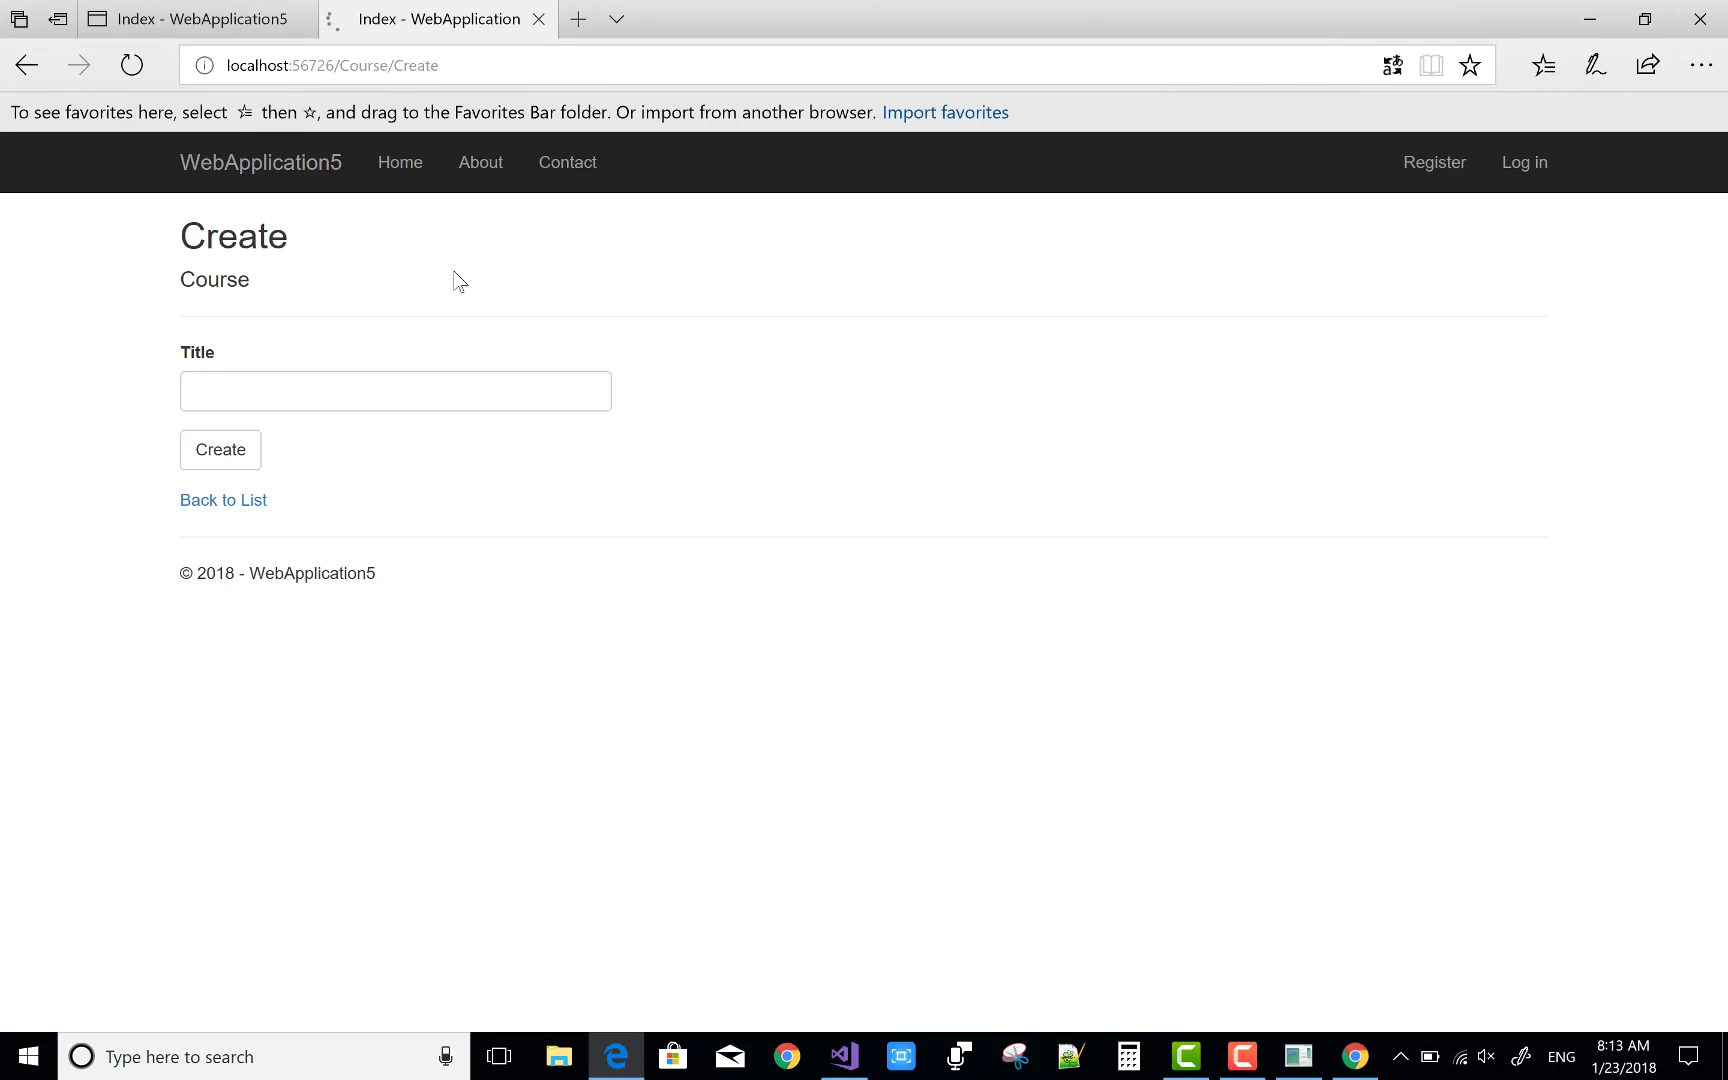 Index - WebApplication5
Index - WebApplication
localhost:56726/Course/Create
To see favorites here, select then , and drag to the Favorites Bar folder. Or import from another browser. Import favorites
WebApplication5 Home About Contact Register Log in
Create
Course
Title
Create
Back to List
© 2018 - WebApplication5
Type here to search
ENG
8:13 AM
1/23/2018